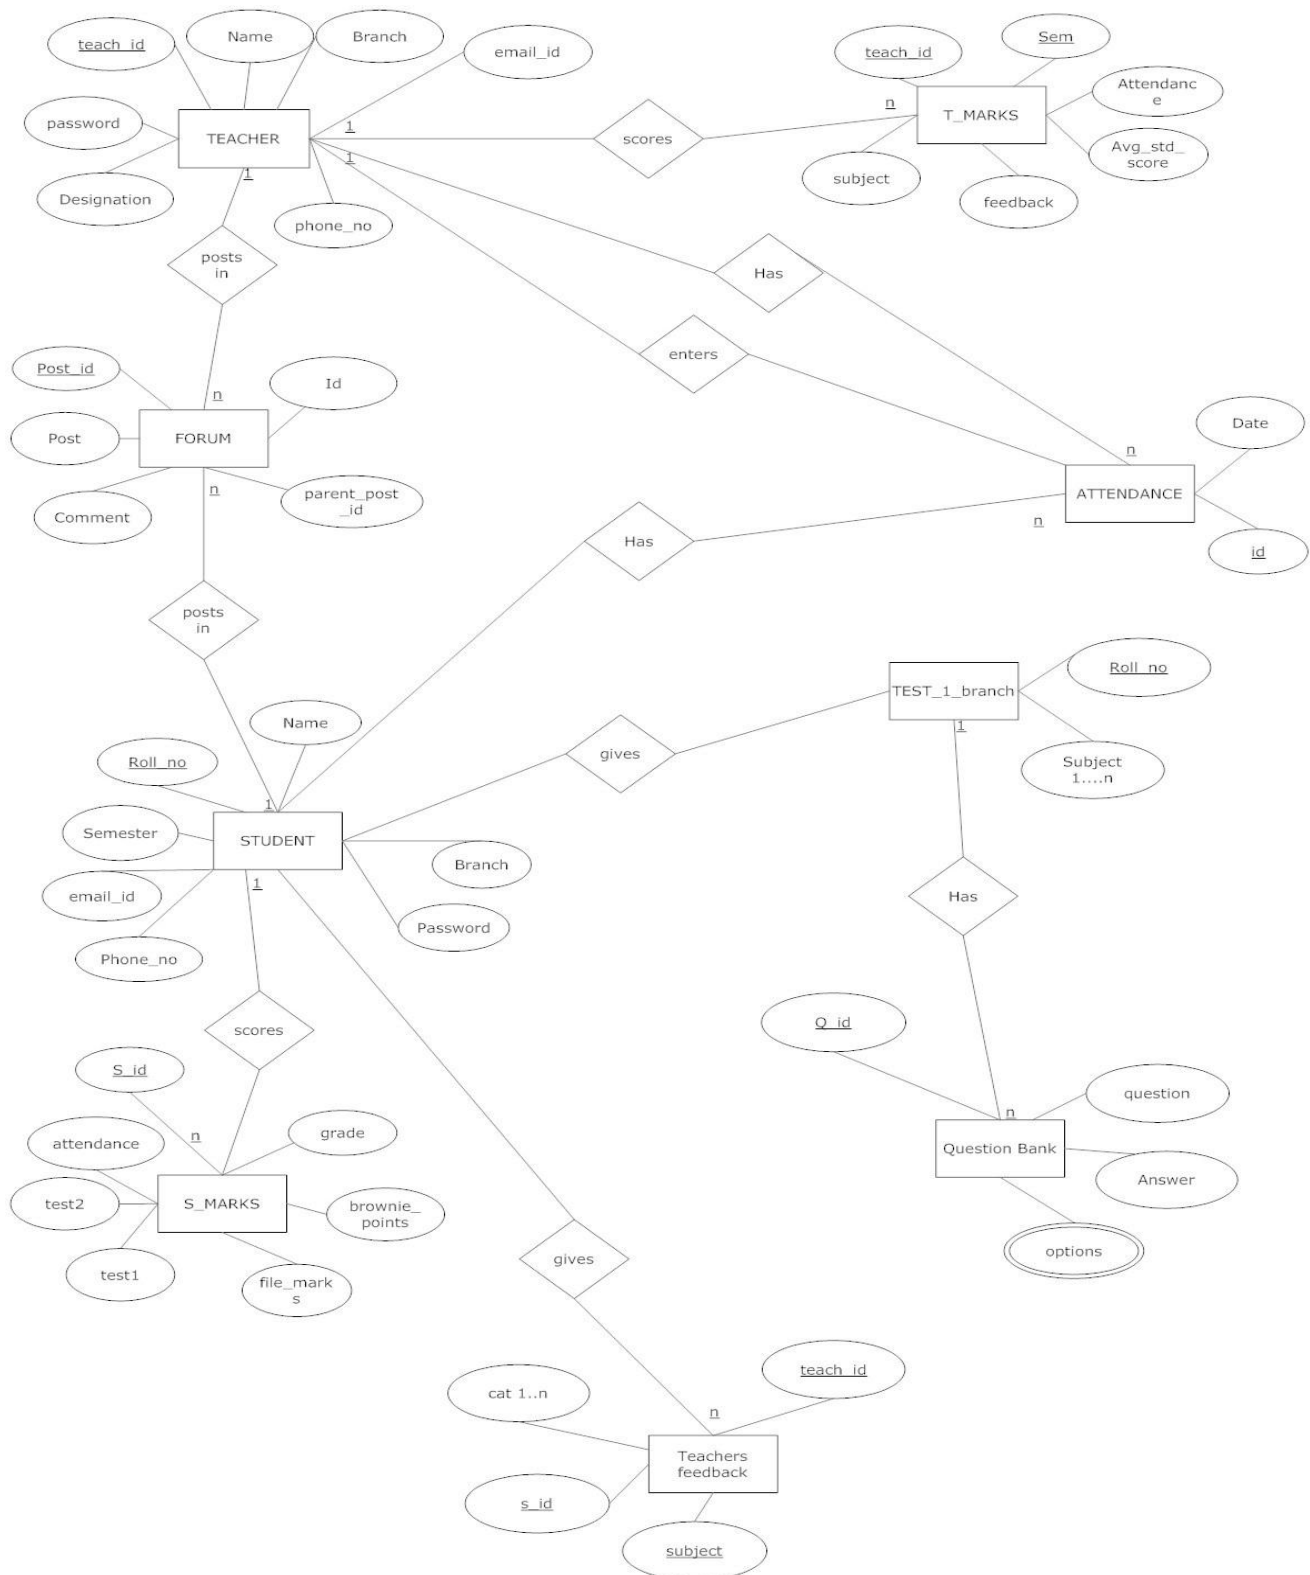 teach_id
Name
Branch
email_id
teach_id
Sem
password
TEACHER
1
1
1
scores
n
T_MARKS
Attendanc
e
Avg_std_
score
Designation
phone_no
subject
feedback
posts
in
Has
enters
Post_id
n
Id
Post
FORUM
Comment
n
parent_post
_id
Date
n
ATTENDANCE
n
id
Has
posts
in
Name
Roll_no
1
Semester
STUDENT
1
email_id
Phone_no
Branch
Password
gives
TEST_1_branch
1
Roll_no
Subject
1....n
Has
scores
S_id
n
attendance
grade
test2
S_MARKS
brownie_
points
test1
file_mark
s
Q_id
question
n
Question Bank
Answer
options
gives
teach_id
cat 1..n
n
Teachers
feedback
s_id
subject